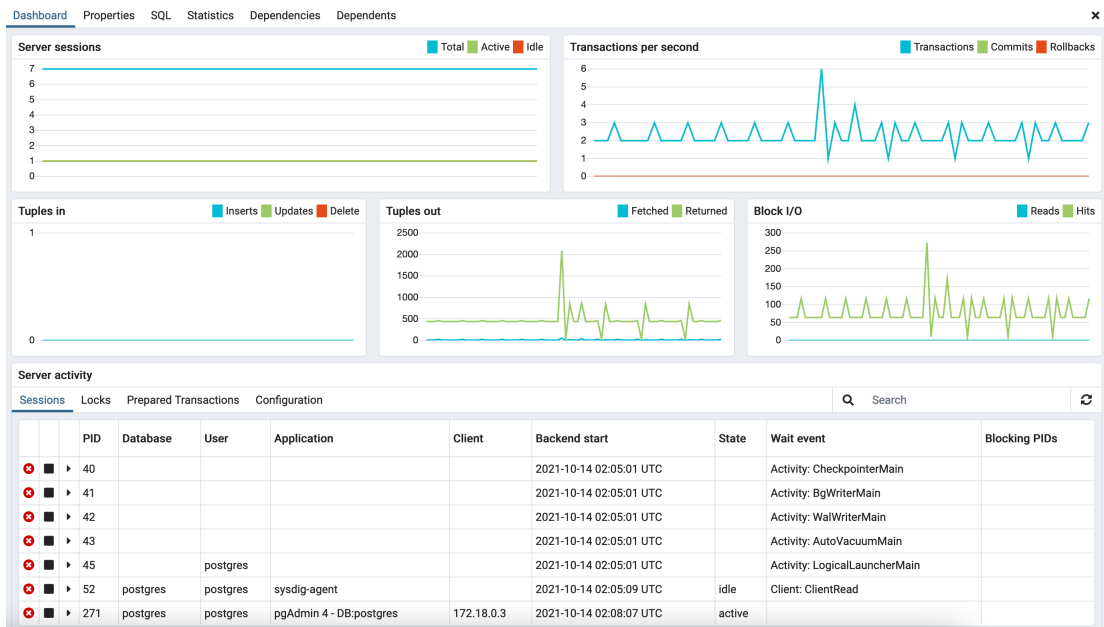 Dashboard Properties SQL Statistics Dependencies Dependents
Server sessions Total Active Idle
7
6
5
4
3
2
1
0
Transactions per second Transactions Commits Rollbacks
6
5
4
3
2
1
0
Tuples in Inserts Updates Delete
1
0
Tuples out Fetched Returned
2500
2000
1500
1000
500
0
Block I/O Reads Hits
300
250
200
150
100
50
0
Server activity
Sessions Locks Prepared Transactions Configuration Search
PID Database User Application Client Backend start State Wait event Blocking PIDs
40 2021-10-14 02:05:01 UTC Activity: CheckpointerMain
41 2021-10-14 02:05:01 UTC Activity: BgWriterMain
42 2021-10-14 02:05:01 UTC Activity: WalWriterMain
43 2021-10-14 02:05:01 UTC Activity: AutoVacuumMain
45 postgres 2021-10-14 02:05:01 UTC Activity: LogicalLauncherMain
52 postgres postgres sysdig-agent 2021-10-14 02:05:09 UTC idle Client: ClientRead
271 postgres postgres pgAdmin 4 - DB:postgres 172.18.0.3 2021-10-14 02:08:07 UTC active